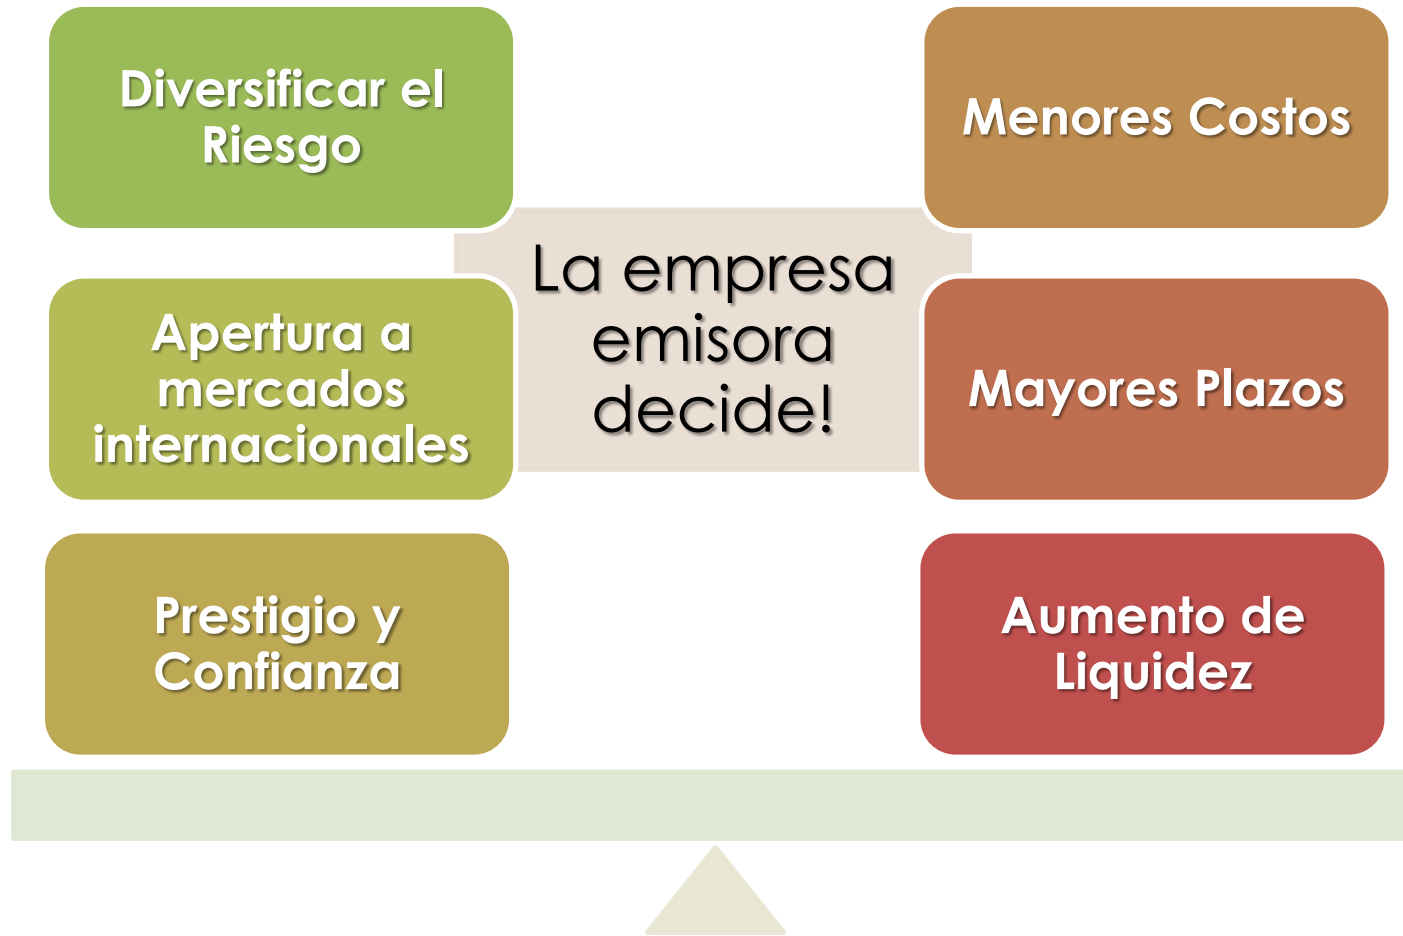 Diversificar el
Riesgo
Menores Costos
La empresa
emisora
decide!
Apertura a
mercados
internacionales
Mayores Plazos
Prestigio y
Confianza
Aumento de
Liquidez